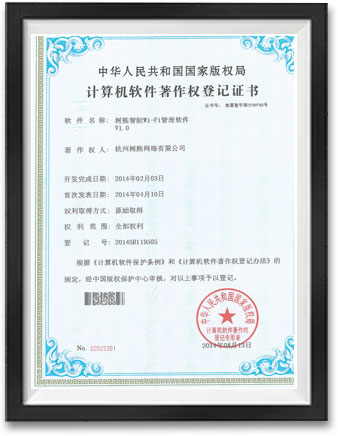 中华人民共和国国家版权局
计算机软件著作权登记证书
证书号： 软著登字第0788749号
软 件 名 称： 树熊智能Wi-Fi管理软件
V1.0
著 作 权 人： 杭州树熊网络有限公司
开发完成日期： 2014年02月03日
首次发表日期： 2014年04月10日
权利取得方式： 原始取得
权 利 范 围： 全部权利
登 记 号： 2014SR119505
根据《计算机软件保护条例》和《计算机软件著作权登记办法》的
规定，经中国版权保护中心审核，对以上事项予以登记。
中华人民共和国国家版权局
计算机软件著作权
登记专用章
No. 00522301
2014年08月13日